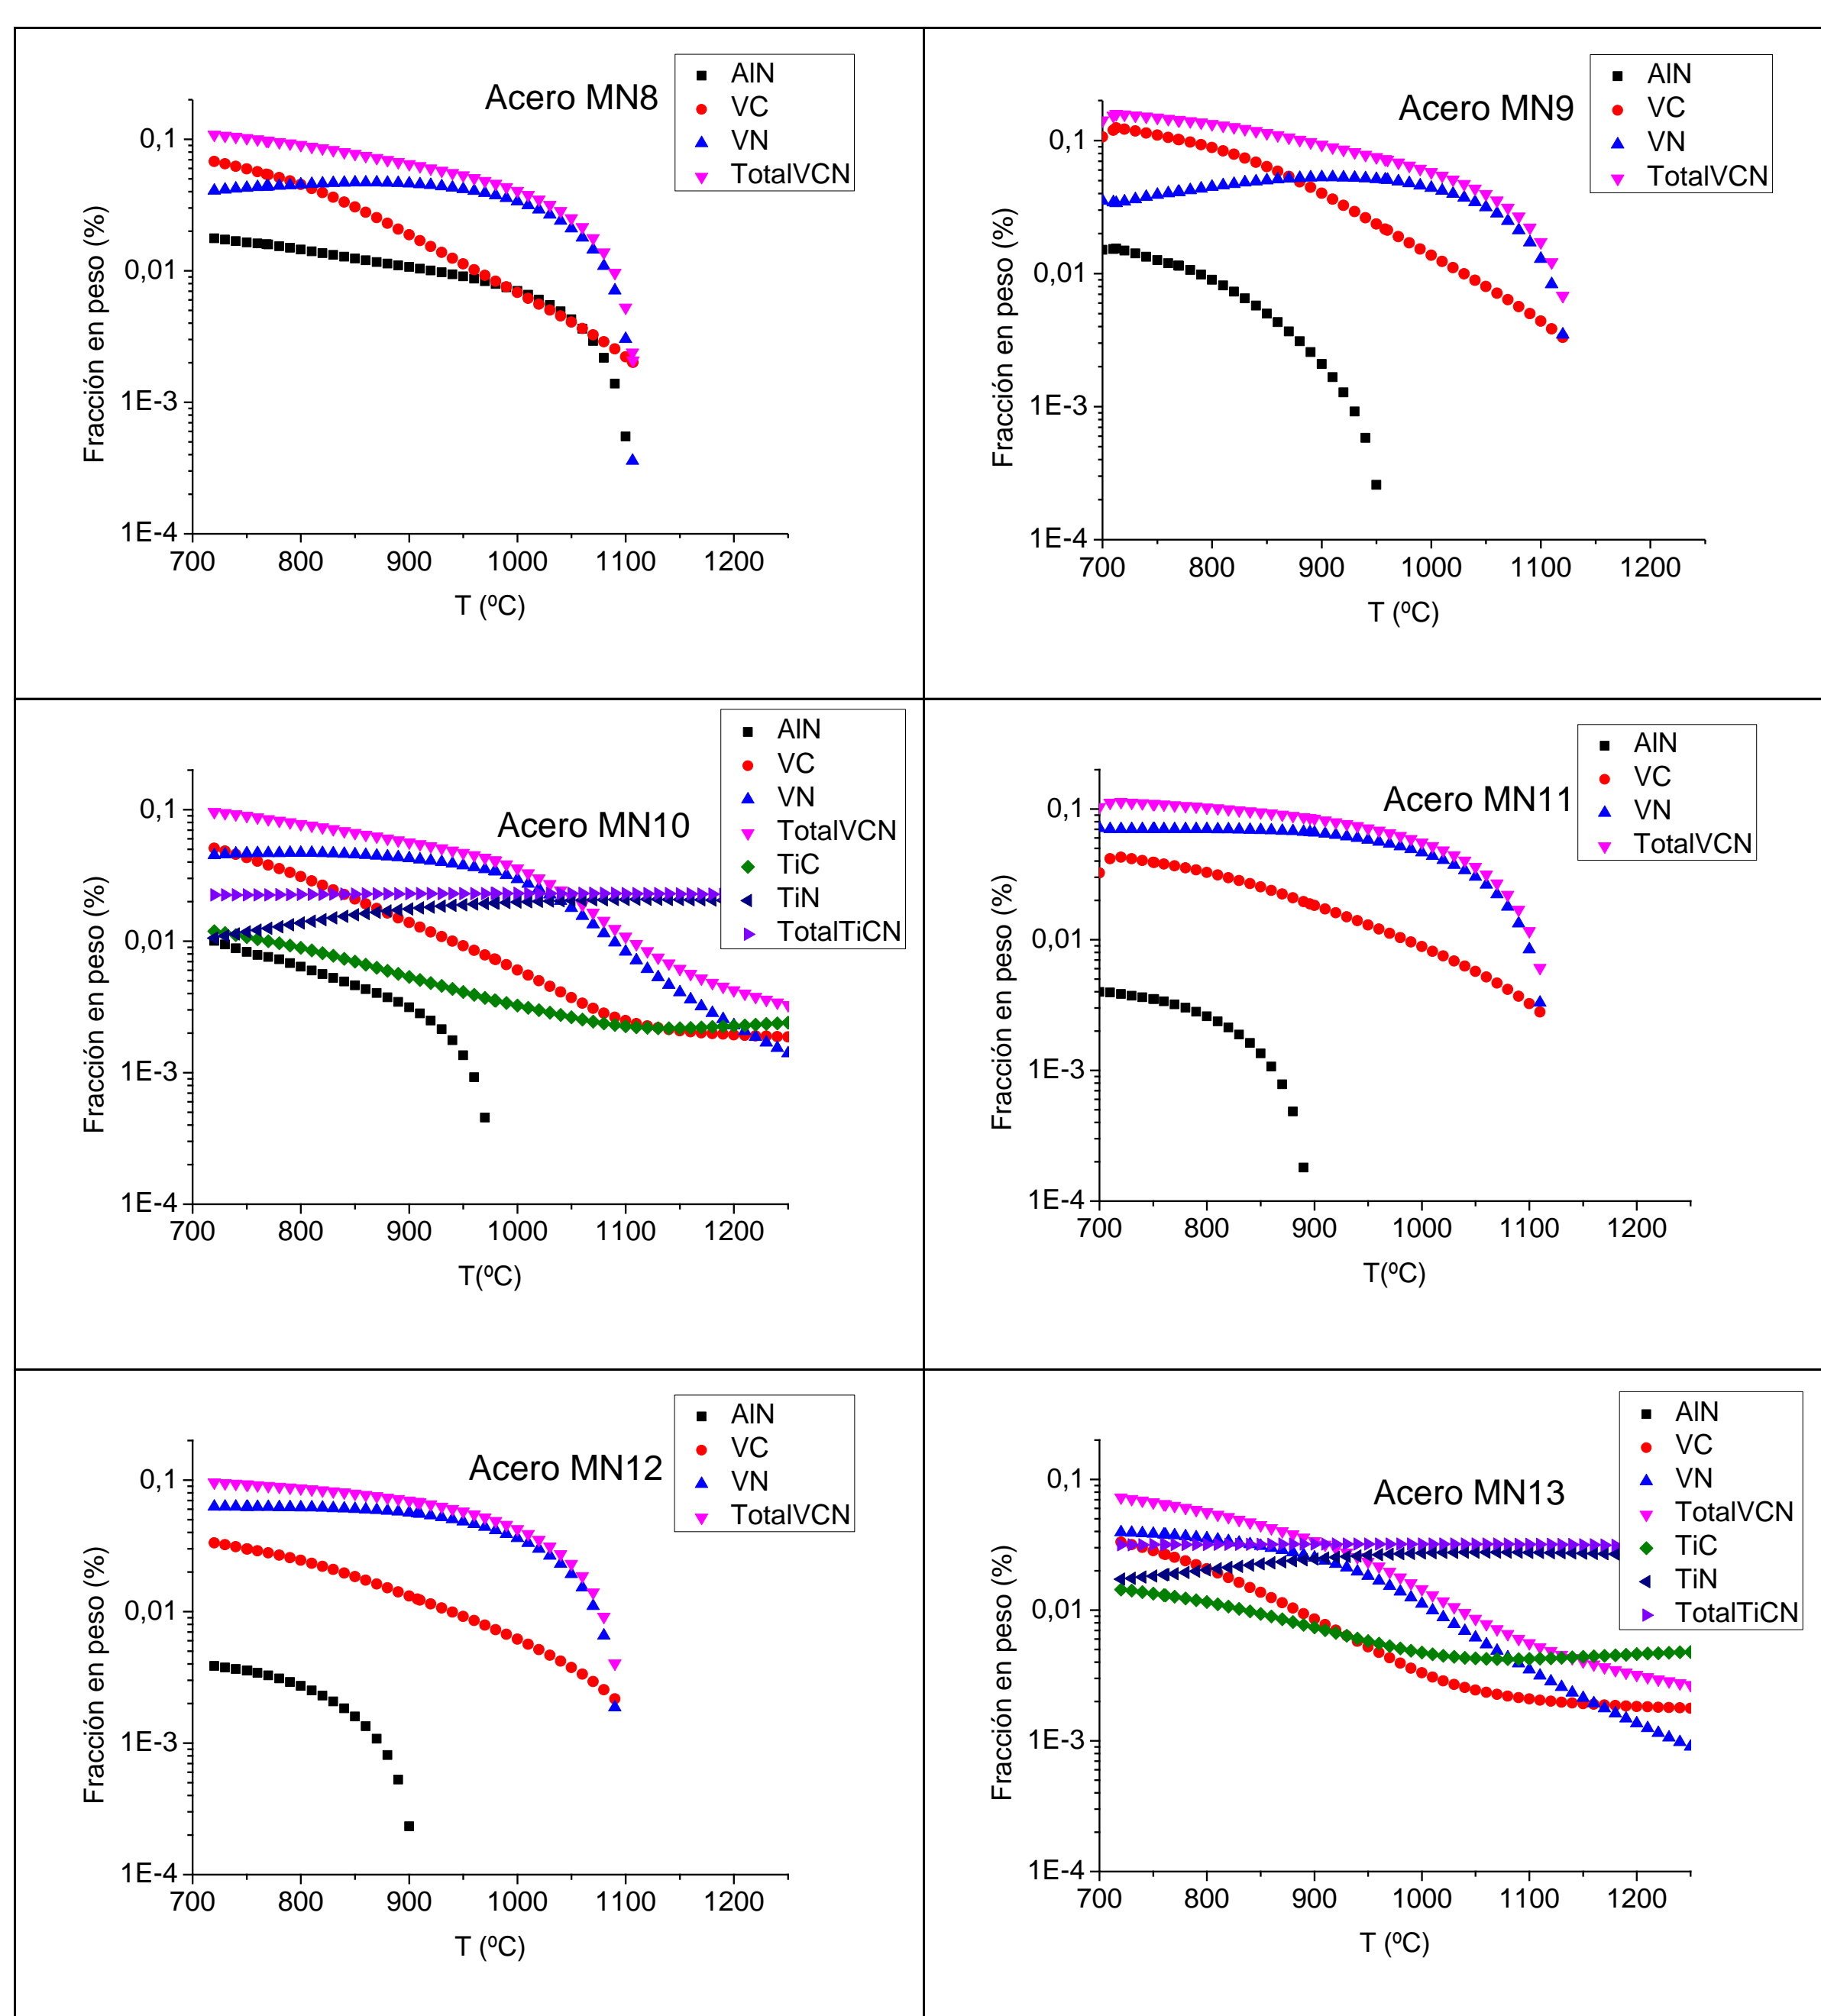 Acero MN8
AlN
VC
VN
TotalVCN
0,1
0,01
1E-3
1E-4
700 800 900 1000 1100 1200
Fracción en peso (%)
T (ºC)
Acero MN9
AlN
VC
VN
TotalVCN
0,1
0,01
1E-3
1E-4
700 800 900 1000 1100 1200
Fracción en peso (%)
T (ºC)
Acero MN10
AlN
VC
VN
TotalVCN
TiC
TiN
TotalTiCN
0,1
0,01
1E-3
1E-4
700 800 900 1000 1100 1200
Fracción en peso (%)
T(ºC)
Acero MN11
AlN
VC
VN
TotalVCN
0,1
0,01
1E-3
1E-4
700 800 900 1000 1100 1200
Fracción en peso (%)
T(ºC)
Acero MN12
AlN
VC
VN
TotalVCN
0,1
0,01
1E-3
1E-4
700 800 900 1000 1100 1200
Fracción en peso (%)
T (ºC)
Acero MN13
AlN
VC
VN
TotalVCN
TiC
TiN
TotalTiCN
0,1
0,01
1E-3
1E-4
700 800 900 1000 1100 1200
Fracción en peso (%)
T (ºC)